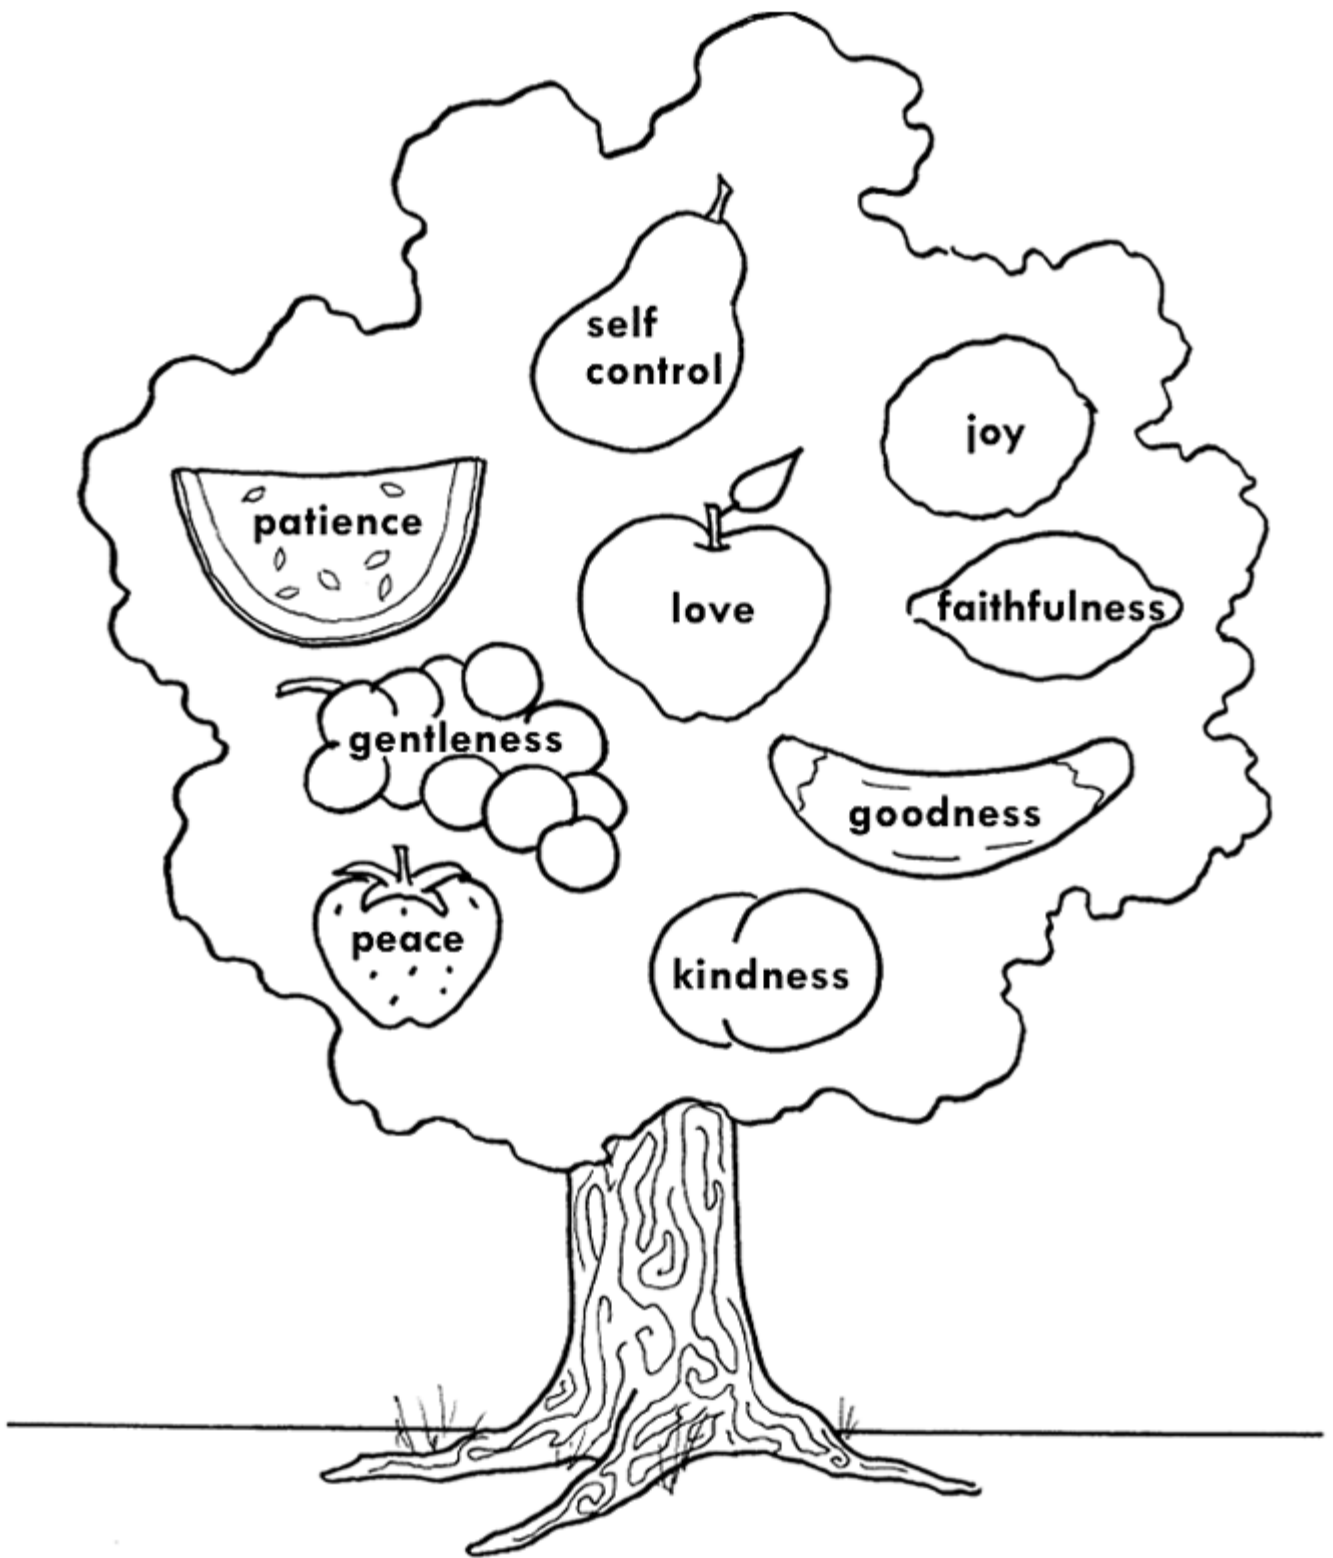 self
control
joy
patience
love
faithfulness
gentleness
goodness
peace
kindness